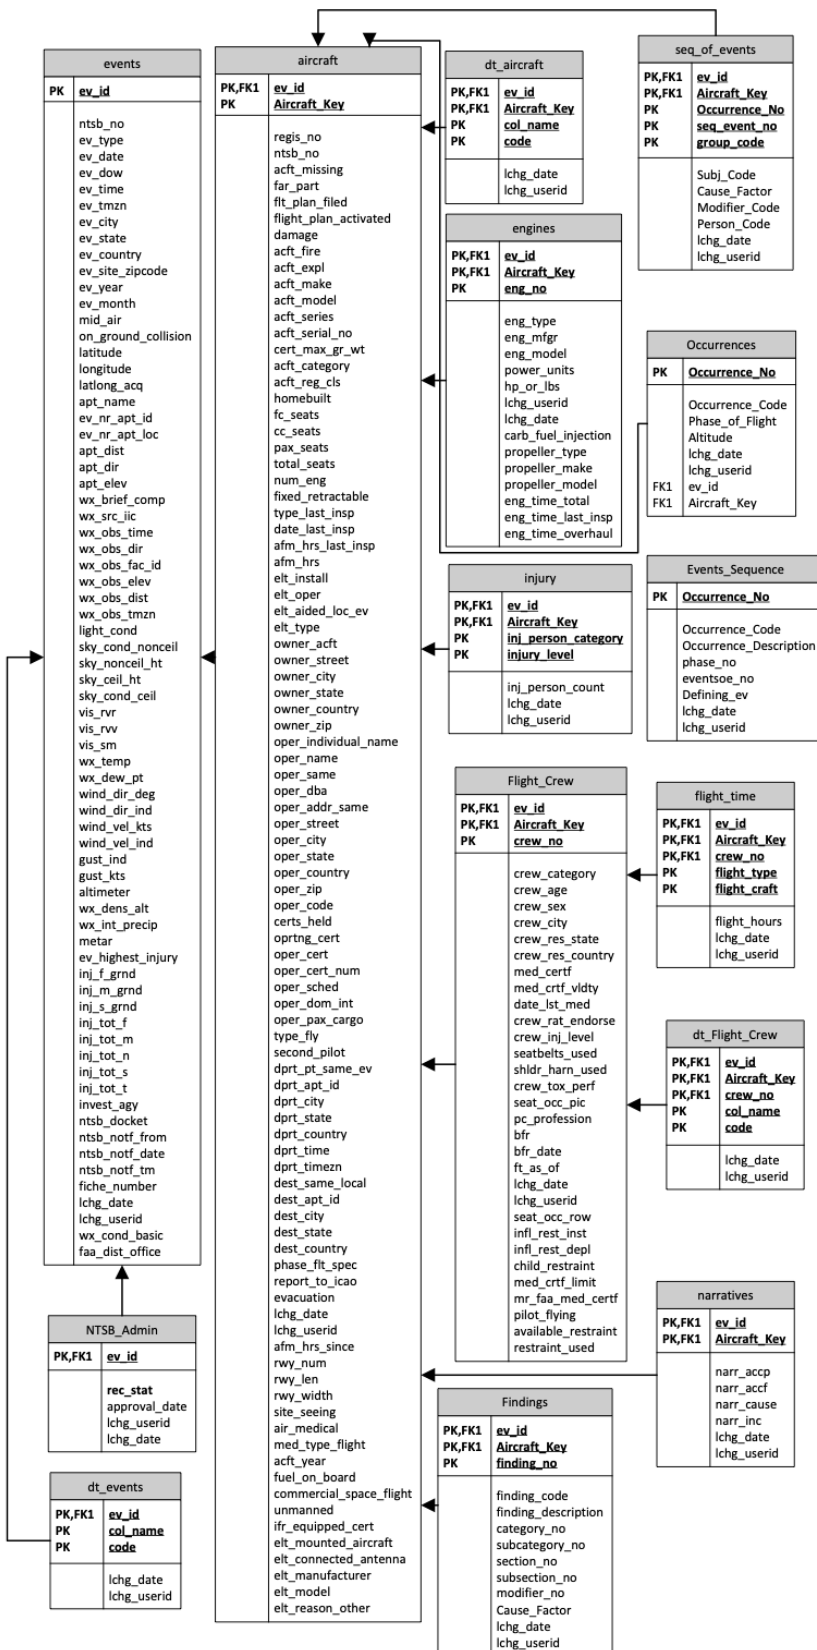 events
PK ev_id
ntsb_no
ev_type
ev_date
ev_dow
ev_time
ev_tmzn
ev_city
ev_state
ev_country
ev_site_zipcode
ev_year
ev_month
mid_air
on_ground_collision
latitude
longitude
latlong_acq
apt_name
ev_nr_apt_id
ev_nr_apt_loc
apt_dist
apt_dir
apt_elev
wx_brief_comp
wx_src_iic
wx_obs_time
wx_obs_dir
wx_obs_fac_id
wx_obs_elev
wx_obs_dist
wx_obs_tmzn
light_cond
sky_cond_nonceil
sky_nonceil_ht
sky_ceil_ht
sky_cond_ceil
vis_rvr
vis_rvv
vis_sm
wx_temp
wx_dew_pt
wind_dir_deg
wind_dir_ind
wind_vel_kts
wind_vel_ind
gust_ind
gust_kts
altimeter
wx_dens_alt
wx_int_precip
metar
ev_highest_injury
inj_f_grnd
inj_m_grnd
inj_s_grnd
inj_tot_f
inj_tot_m
inj_tot_n
inj_tot_s
inj_tot_t
invest_agy
ntsb_docket
ntsb_notf_from
ntsb_notf_date
ntsb_notf_tm
fiche_number
lchg_date
lchg_userid
wx_cond_basic
faa_dist_office
NTSB_Admin
PK,FK1 ev_id
rec_stat
approval_date
lchg_userid
lchg_date
dt_events
PK,FK1 ev_id
PK col_name
PK code
lchg_date
lchg_userid
aircraft
PK,FK1 ev_id
PK Aircraft_Key
regis_no
ntsb_no
acft_missing
far_part
flt_plan_filed
flight_plan_activated
damage
acft_fire
acft_expl
acft_make
acft_model
acft_series
acft_serial_no
cert_max_gr_wt
acft_category
acft_reg_cls
homebuilt
fc_seats
cc_seats
pax_seats
total_seats
num_eng
fixed_retractable
type_last_insp
date_last_insp
afm_hrs_last_insp
afm_hrs
elt_install
elt_oper
elt_aided_loc_ev
elt_type
owner_acft
owner_street
owner_city
owner_state
owner_country
owner_zip
oper_individual_name
oper_name
oper_same
oper_dba
oper_addr_same
oper_street
oper_city
oper_state
oper_country
oper_zip
oper_code
certs_held
oprtng_cert
oper_cert
oper_cert_num
oper_sched
oper_dom_int
oper_pax_cargo
type_fly
second_pilot
dprt_pt_same_ev
dprt_apt_id
dprt_city
dprt_state
dprt_country
dprt_time
dprt_timezn
dest_same_local
dest_apt_id
dest_city
dest_state
dest_country
phase_flt_spec
report_to_icao
evacuation
lchg_date
lchg_userid
afm_hrs_since
rwy_num
rwy_len
rwy_width
site_seeing
air_medical
med_type_flight
acft_year
fuel_on_board
commercial_space_flight
unmanned
ifr_equipped_cert
elt_mounted_aircraft
elt_connected_antenna
elt_manufacturer
elt_model
elt_reason_other
dt_aircraft
PK,FK1 ev_id
PK,FK1 Aircraft_Key
PK col_name
PK code
lchg_date
lchg_userid
engines
PK,FK1 ev_id
PK,FK1 Aircraft_Key
PK eng_no
eng_type
eng_mfgr
eng_model
power_units
hp_or_lbs
lchg_userid
lchg_date
carb_fuel_injection
propeller_type
propeller_make
propeller_model
eng_time_total
eng_time_last_insp
eng_time_overhaul
injury
PK,FK1 ev_id
PK,FK1 Aircraft_Key
PK inj_person_category
PK injury_level
inj_person_count
lchg_date
lchg_userid
Flight_Crew
PK,FK1 ev_id
PK,FK1 Aircraft_Key
PK crew_no
crew_category
crew_age
crew_sex
crew_city
crew_res_state
crew_res_country
med_certf
med_crtf_vldty
date_lst_med
crew_rat_endorse
crew_inj_level
seatbelts_used
shldr_harn_used
crew_tox_perf
seat_occ_pic
pc_profession
bfr
bfr_date
ft_as_of
lchg_date
lchg_userid
seat_occ_row
infl_rest_inst
infl_rest_depl
child_restraint
med_crtf_limit
mr_faa_med_certf
pilot_flying
available_restraint
restraint_used
Findings
PK,FK1 ev_id
PK,FK1 Aircraft_Key
PK finding_no
finding_code
finding_description
category_no
subcategory_no
section_no
subsection_no
modifier_no
Cause_Factor
lchg_date
lchg_userid
seq_of_events
PK,FK1 ev_id
PK,FK1 Aircraft_Key
PK Occurrence_No
PK seq_event_no
PK group_code
Subj_Code
Cause_Factor
Modifier_Code
Person_Code
lchg_date
lchg_userid
Occurrences
PK Occurrence_No
Occurrence_Code
Phase_of_Flight
Altitude
lchg_date
lchg_userid
FK1 ev_id
FK1 Aircraft_Key
Events_Sequence
PK Occurrence_No
Occurrence_Code
Occurrence_Description
phase_no
eventsoe_no
Defining_ev
lchg_date
lchg_userid
flight_time
PK,FK1 ev_id
PK,FK1 Aircraft_Key
PK,FK1 crew_no
PK flight_type
PK flight_craft
flight_hours
lchg_date
lchg_userid
dt_Flight_Crew
PK,FK1 ev_id
PK,FK1 Aircraft_Key
PK,FK1 crew_no
PK col_name
PK code
lchg_date
lchg_userid
narratives
PK,FK1 ev_id
PK,FK1 Aircraft_Key
narr_accp
narr_accf
narr_cause
narr_inc
lchg_date
lchg_userid